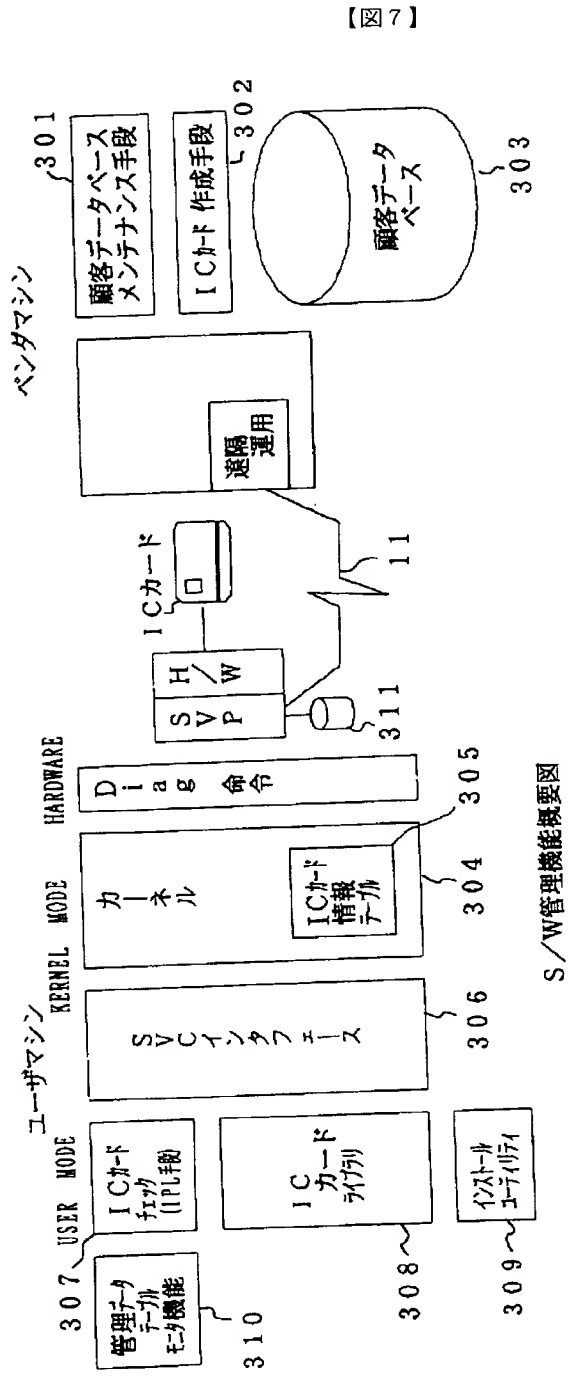 【図7】
ユーザマシン
ベンダマシン
USER MODE
KERNEL MODE
HARDWARE
307
ICカード
チェック
(IPL手段)
管理データ
テーブル
モニタ機能
310
IC
カード
ライブラリ
308
インストール
ユーティリティ
309
SVCインタフェース
306
カーネル
ICカード
情報
テーブル
304
305
Diag 命令
SVP
H/W
311
ICカード
11
遠隔
運用
顧客データベース
メンテナンス手段
301
ICカード作成手段
302
顧客データ
ベース
303
S/W管理機能概要図